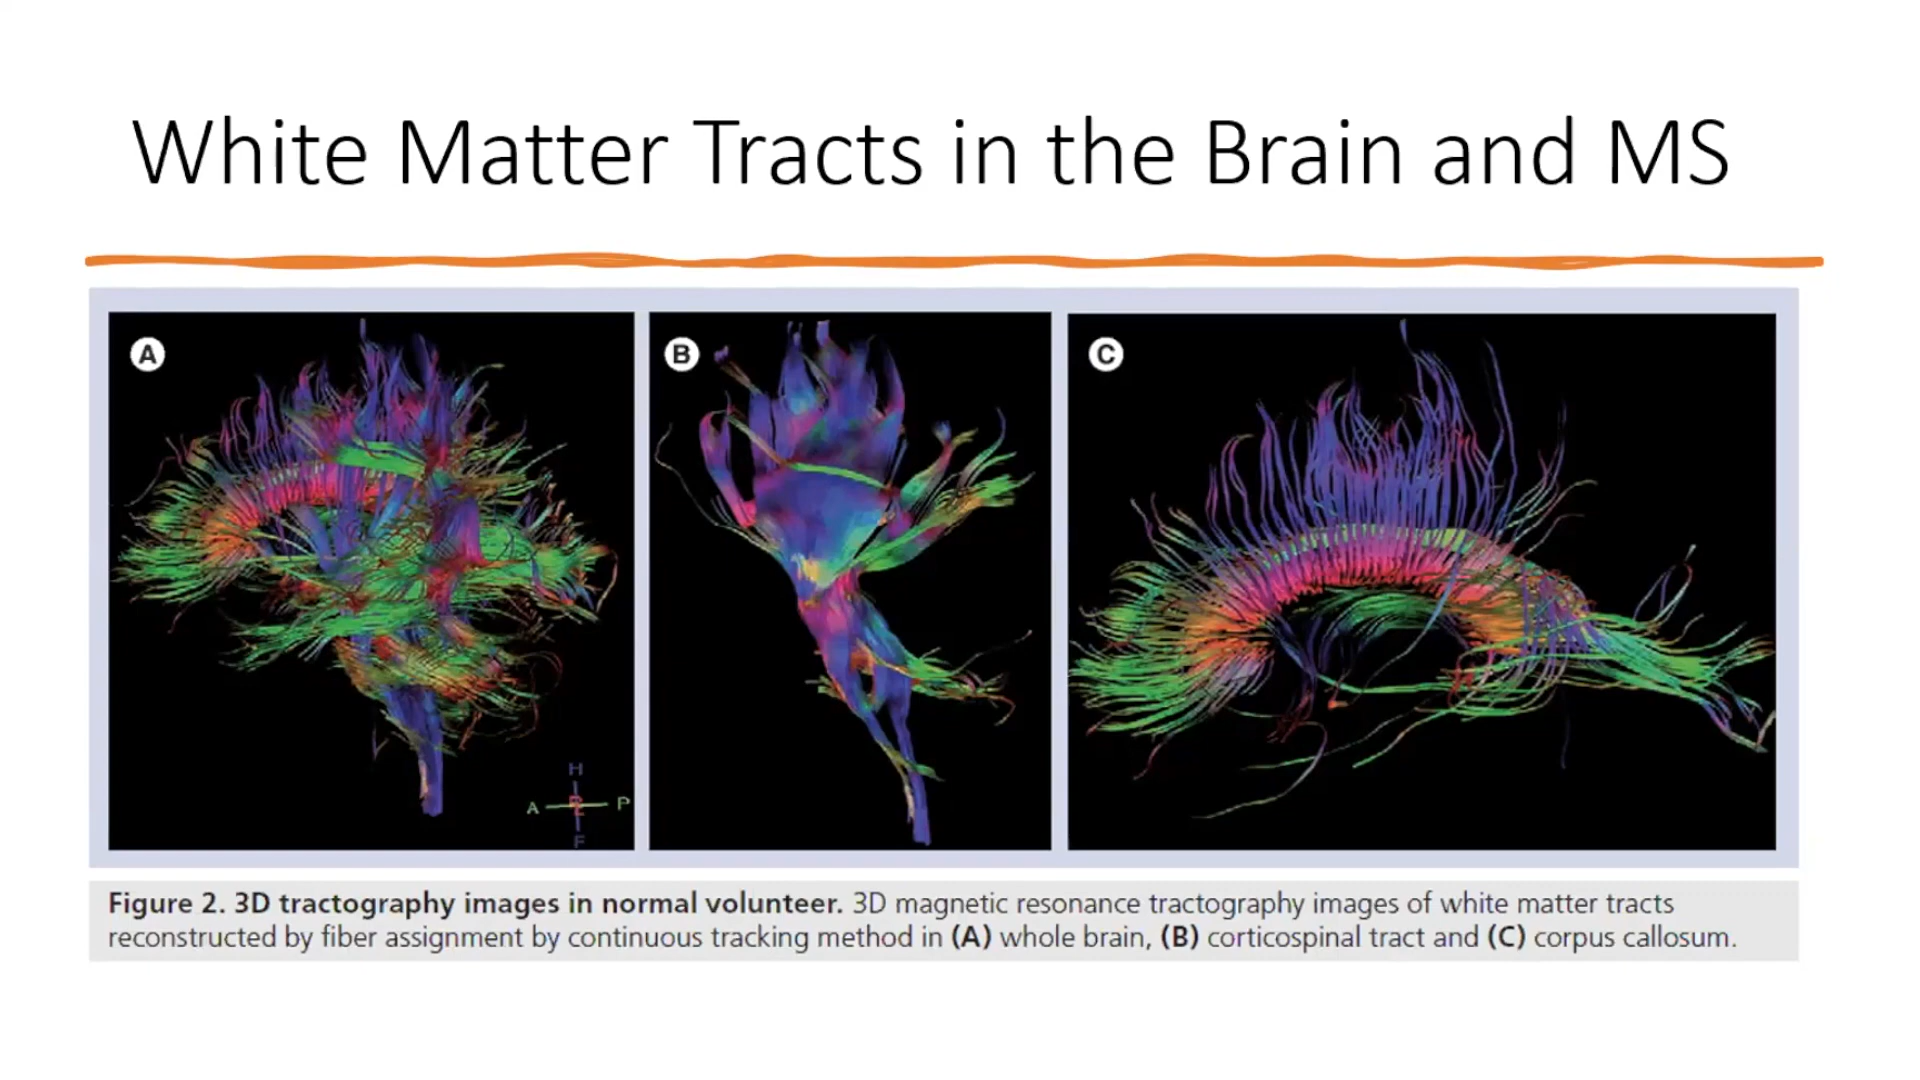 White Matter Tracts in the Brain and MS
A
B
C
H
A
P
F
Figure 2. 3D tractography images in normal volunteer. 3D magnetic resonance tractography images of white matter tracts
reconstructed by fiber assignment by continuous tracking method in (A) whole brain, (B) corticospinal tract and (C) corpus callosum.